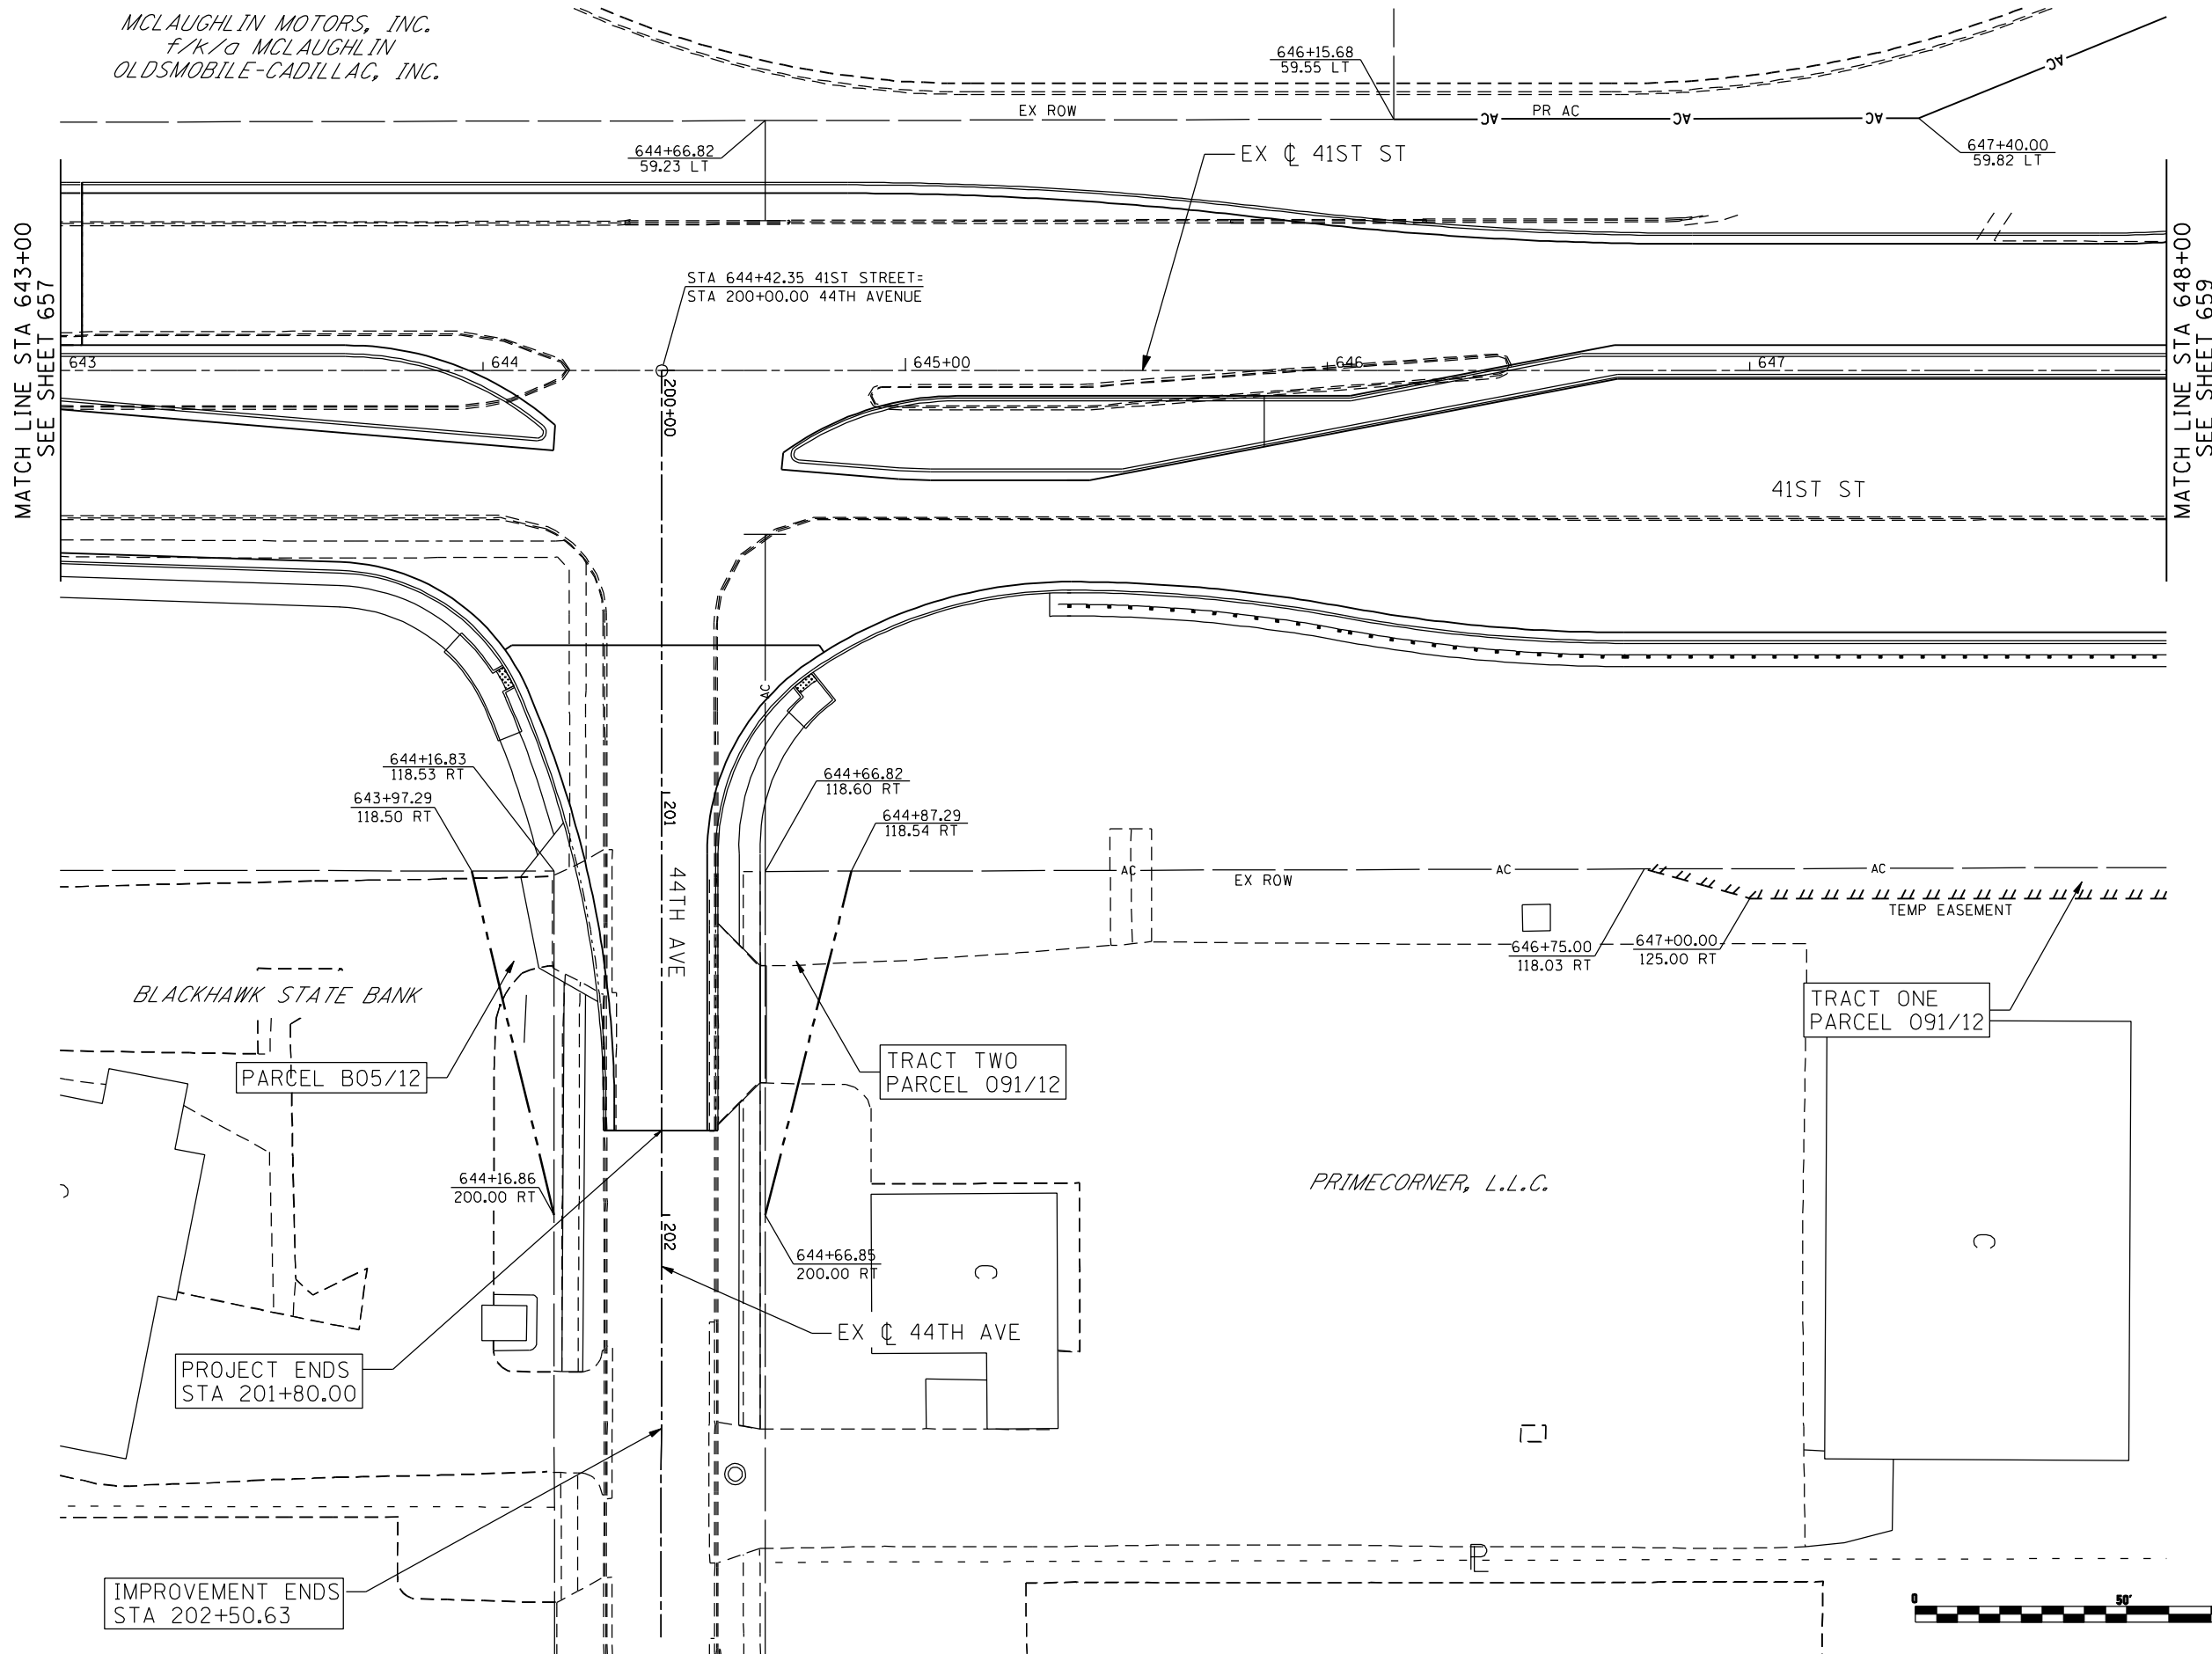 MCLAUGHLIN MOTORS, INC.
f/k/a MCLAUGHLIN
OLDSMOBILE-CADILLAC, INC.
646+15.68
59.55 LT
EX ROW
AC
PR AC
AC
AC
AC
647+40.00
59.82 LT
644+66.82
59.23 LT
EX ℄ 41ST ST
MATCH LINE STA 643+00
SEE SHEET 657
MATCH LINE STA 648+00
SEE SHEET 659
STA 644+42.35 41ST STREET=
STA 200+00.00 44TH AVENUE
643
644
645+00
646
647
200+00
41ST ST
AC
644+16.83
118.53 RT
643+97.29
118.50 RT
644+66.82
118.60 RT
644+87.29
118.54 RT
201
44TH AVE
AC
EX ROW
AC
AC
TEMP EASEMENT
646+75.00
118.03 RT
647+00.00
125.00 RT
BLACKHAWK STATE BANK
TRACT ONE
PARCEL 091/12
PARCEL B05/12
TRACT TWO
PARCEL 091/12
644+16.86
200.00 RT
PRIMECORNER, L.L.C.
C
202
644+66.85
200.00 RT
C
C
EX ℄ 44TH AVE
PROJECT ENDS
STA 201+80.00
IMPROVEMENT ENDS
STA 202+50.63
PL
0
50'